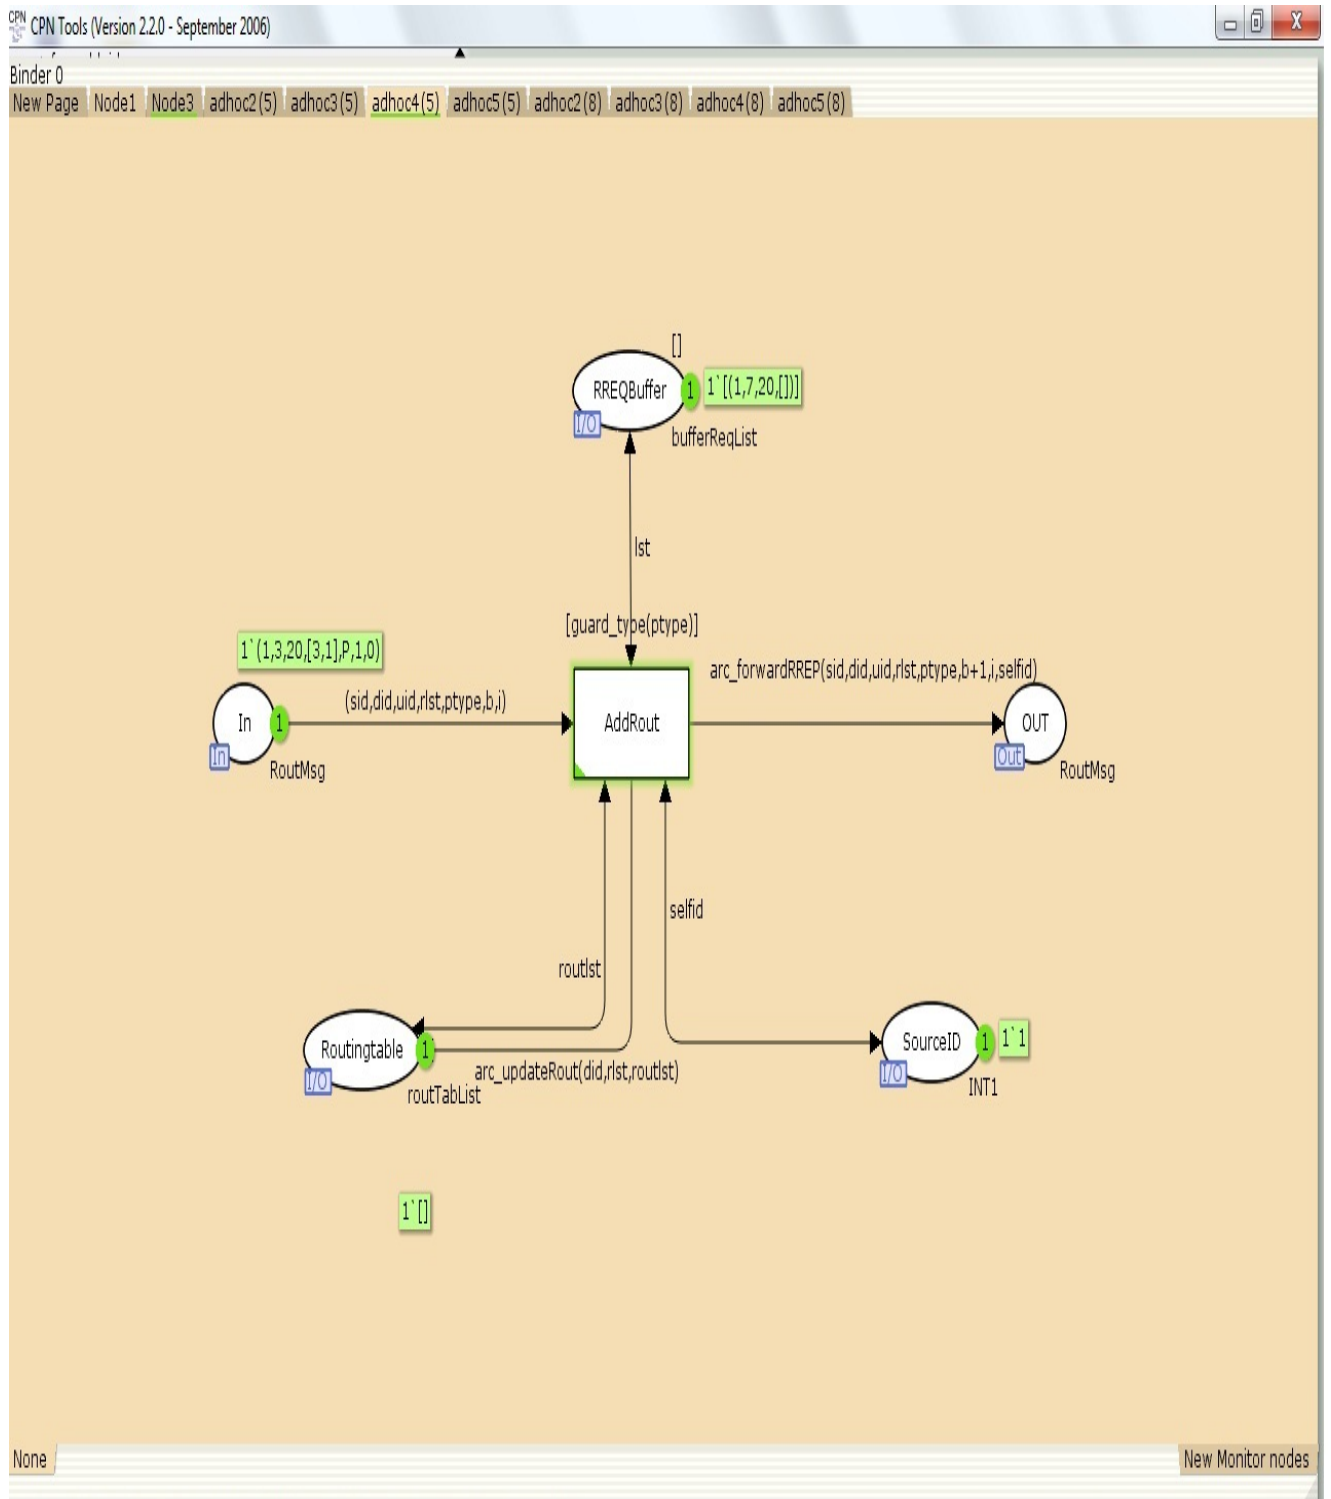 CPN Tools (Version 2.2.0 - September 2006)
Binder 0
New Page Node1 Node3 adhoc2(5) adhoc3(5) adhoc4(5) adhoc5(5) adhoc2(8) adhoc3(8) adhoc4(8) adhoc5(8)
[]
RREQBuffer
1
1`[(1,7,20,[])]
I/O
bufferReqList
lst
[guard_type(ptype)]
1`(1,3,20,[3,1],P,1,0)
(sid,did,uid,rlst,ptype,b,i)
arc_forwardRREP(sid,did,uid,rlst,ptype,b+1,i,selfid)
In
1
In
RoutMsg
AddRout
OUT
Out
RoutMsg
selfid
routlst
Routingtable
1
I/O
routTabList
arc_updateRout(did,rlst,routlst)
SourceID
1
1`1
I/O
INT1
1`[]
None
New Monitor nodes